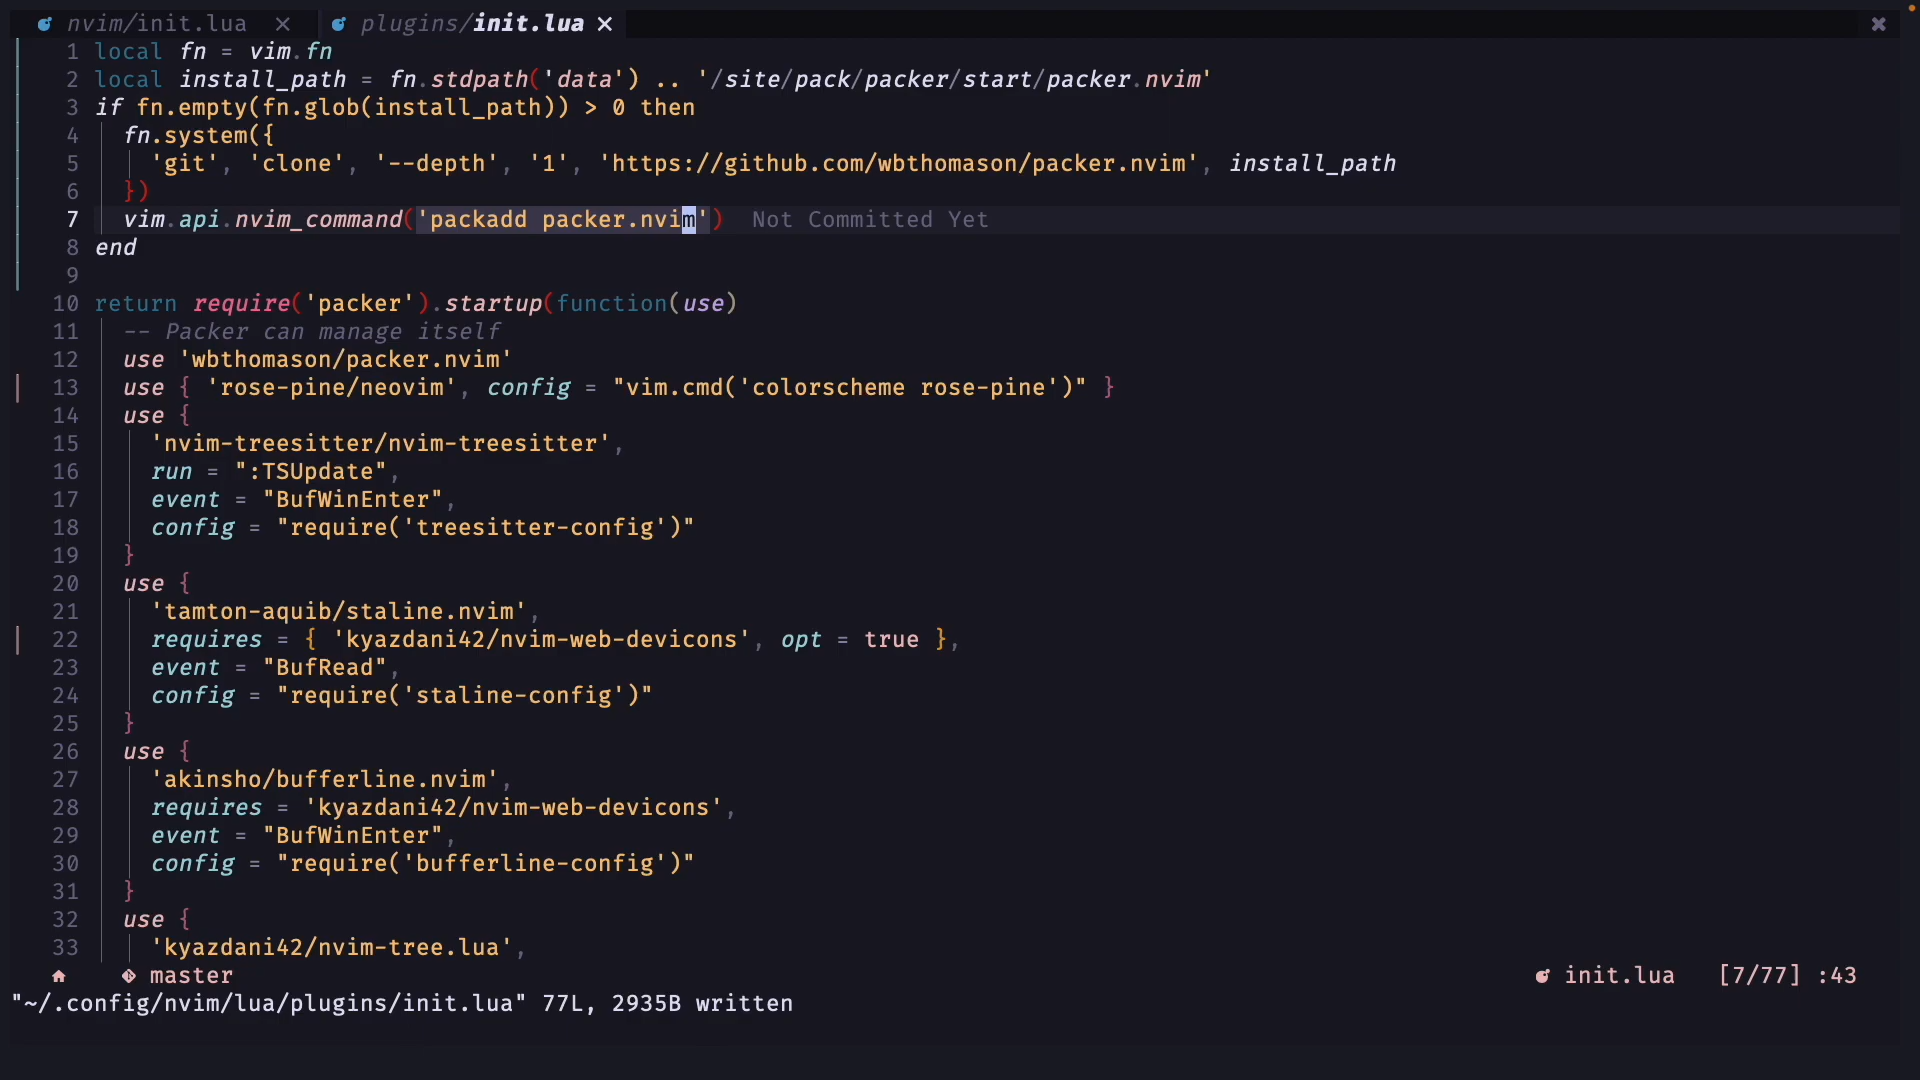 nvim/init.lua × plugins/init.lua ×
1 local fn = vim.fn
2 local install_path = fn.stdpath('data') .. '/site/pack/packer/start/packer.nvim'
3 if fn.empty(fn.glob(install_path)) > 0 then
4 fn.system({
5 'git', 'clone', '--depth', '1', 'https://github.com/wbthomason/packer.nvim', install_path
6 })
7 vim.api.nvim_command('packadd packer.nvim') Not Committed Yet
8 end
9
10 return require('packer').startup(function(use)
11 -- Packer can manage itself
12 use 'wbthomason/packer.nvim'
13 use { 'rose-pine/neovim', config = "vim.cmd('colorscheme rose-pine')" }
14 use {
15 'nvim-treesitter/nvim-treesitter',
16 run = ":TSUpdate",
17 event = "BufWinEnter",
18 config = "require('treesitter-config')"
19 }
20 use {
21 'tamton-aquib/staline.nvim',
22 requires = { 'kyazdani42/nvim-web-devicons', opt = true },
23 event = "BufRead",
24 config = "require('staline-config')"
25 }
26 use {
27 'akinsho/bufferline.nvim',
28 requires = 'kyazdani42/nvim-web-devicons',
29 event = "BufWinEnter",
30 config = "require('bufferline-config')"
31 }
32 use {
33 'kyazdani42/nvim-tree.lua',
master init.lua [7/77] :43
"~/.config/nvim/lua/plugins/init.lua" 77L, 2935B written